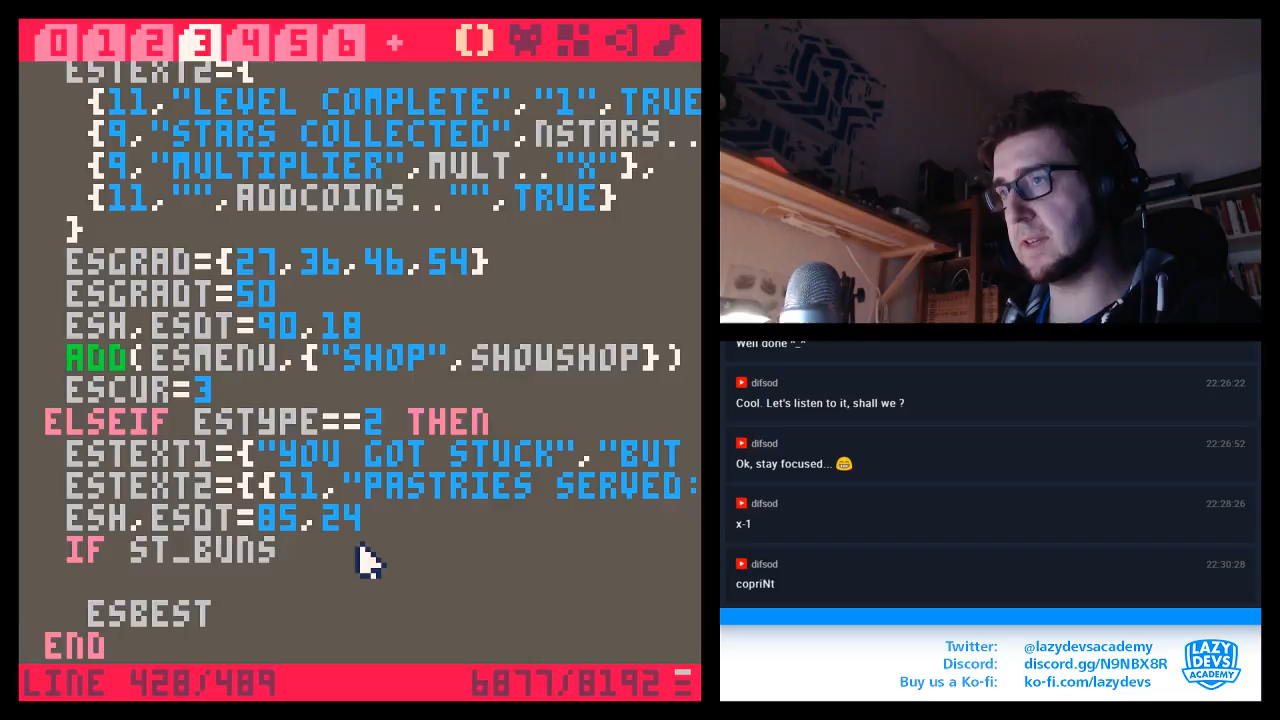 0 1 2 3 4 5 6 +
ESTEXT2={
{11,"LEVEL COMPLETE","1",TRUE
{9,"STARS COLLECTED",NSTARS..
{9,"MULTIPLIER",MULT.."X"},
{11,"",ADDCOINS.."",TRUE}
}
ESGRAD={27,36,46,54}
ESGRADT=50
ESH,ESDT=90,18
ADD(ESMENU,{"SHOP",SHOWSHOP})
ESCUR=3
ELSEIF ESTYPE==2 THEN
ESTEXT1={"YOU GOT STUCK","BUT
ESTEXT2={{11,"PASTRIES SERVED:
ESH,ESDT=85,24
IF ST_BUNS
ESBEST
END
LINE 428/489 6877/8192
Well done ^_^
difsod 22:26:22
Cool. Let's listen to it, shall we ?
difsod 22:26:52
Ok, stay focused... 😁
difsod 22:28:26
x-1
difsod 22:30:28
copriNt
Twitter: @lazydevsacademy
Discord: discord.gg/N9NBX8R
Buy us a Ko-fi: ko-fi.com/lazydevs
LAZY
DEVS
ACADEMY